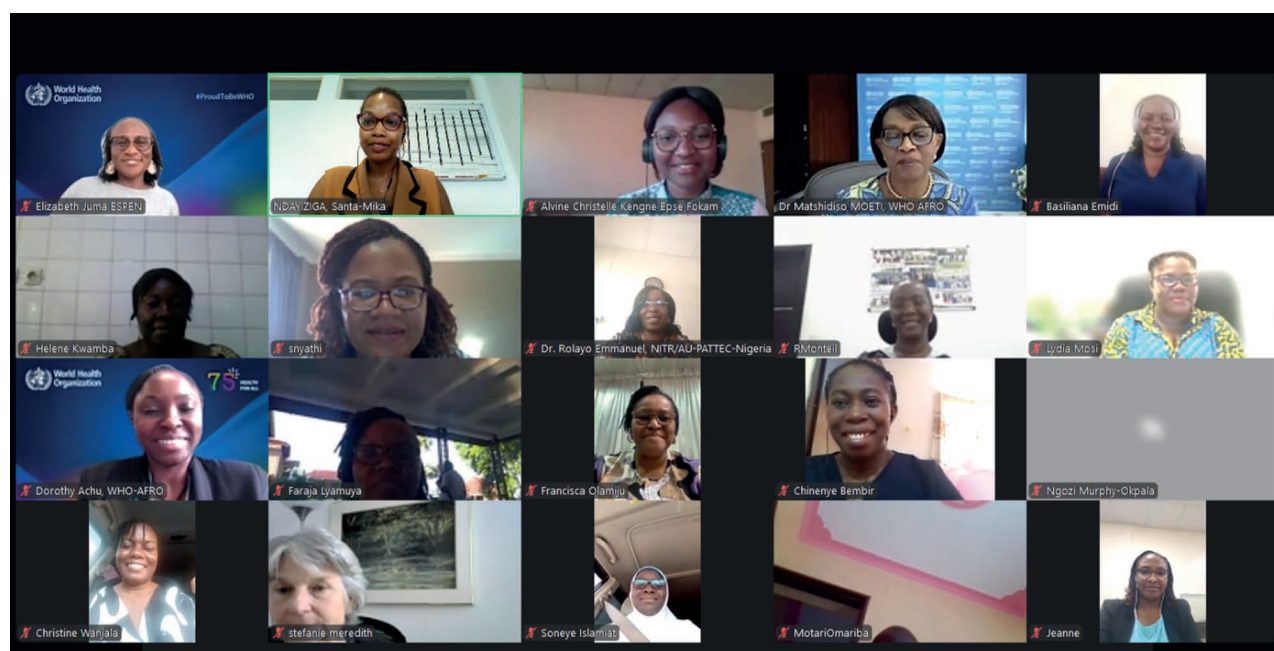 World Health
Organization
#ProudToBeWHO
Elizabeth Juma ESPEN
NDAYIZIGA, Santa-Mika
Alvine Christelle Kengne Epse Fokam
Dr Matshidiso MOETI, WHO AFRO
Basiliana Emidi
Helene Kwamba
snyathi
Dr. Rolayo Emmanuel, NITR/AU-PATTEC-Nigeria
RMonteil
Lydia Mosi
World Health
Organization
75
HEALTH
FOR ALL
Dorothy Achu, WHO-AFRO
Faraja Lyamuya
Francisca Olamiju
Chinenye Bembir
Ngozi Murphy-Okpala
Christine Wanjala
stefanie meredith
Soneye Islamiat
MotariOmariba
Jeanne